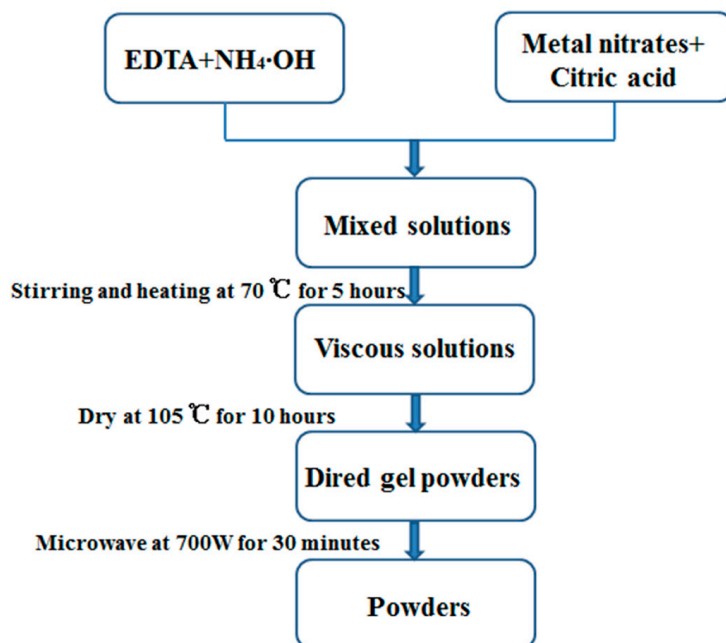 EDTA+NH₄·OH
Metal nitrates+
Citric acid
Mixed solutions
Stirring and heating at 70 ℃ for 5 hours
Viscous solutions
Dry at 105 ℃ for 10 hours
Dired gel powders
Microwave at 700W for 30 minutes
Powders